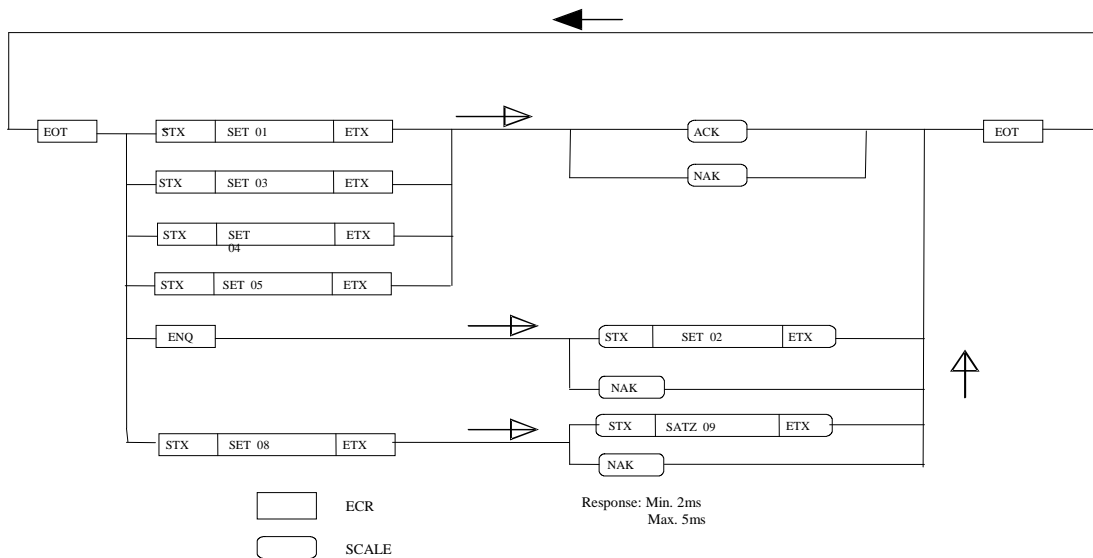 EOT STX SET 01 ETX ACK EOT
STX SET 03 ETX NAK
STX SET 04 ETX
STX SET 05 ETX
ENQ STX SET 02 ETX
NAK
STX SET 08 ETX STX SATZ 09 ETX
NAK
ECR Response: Min. 2ms
Max. 5ms
SCALE